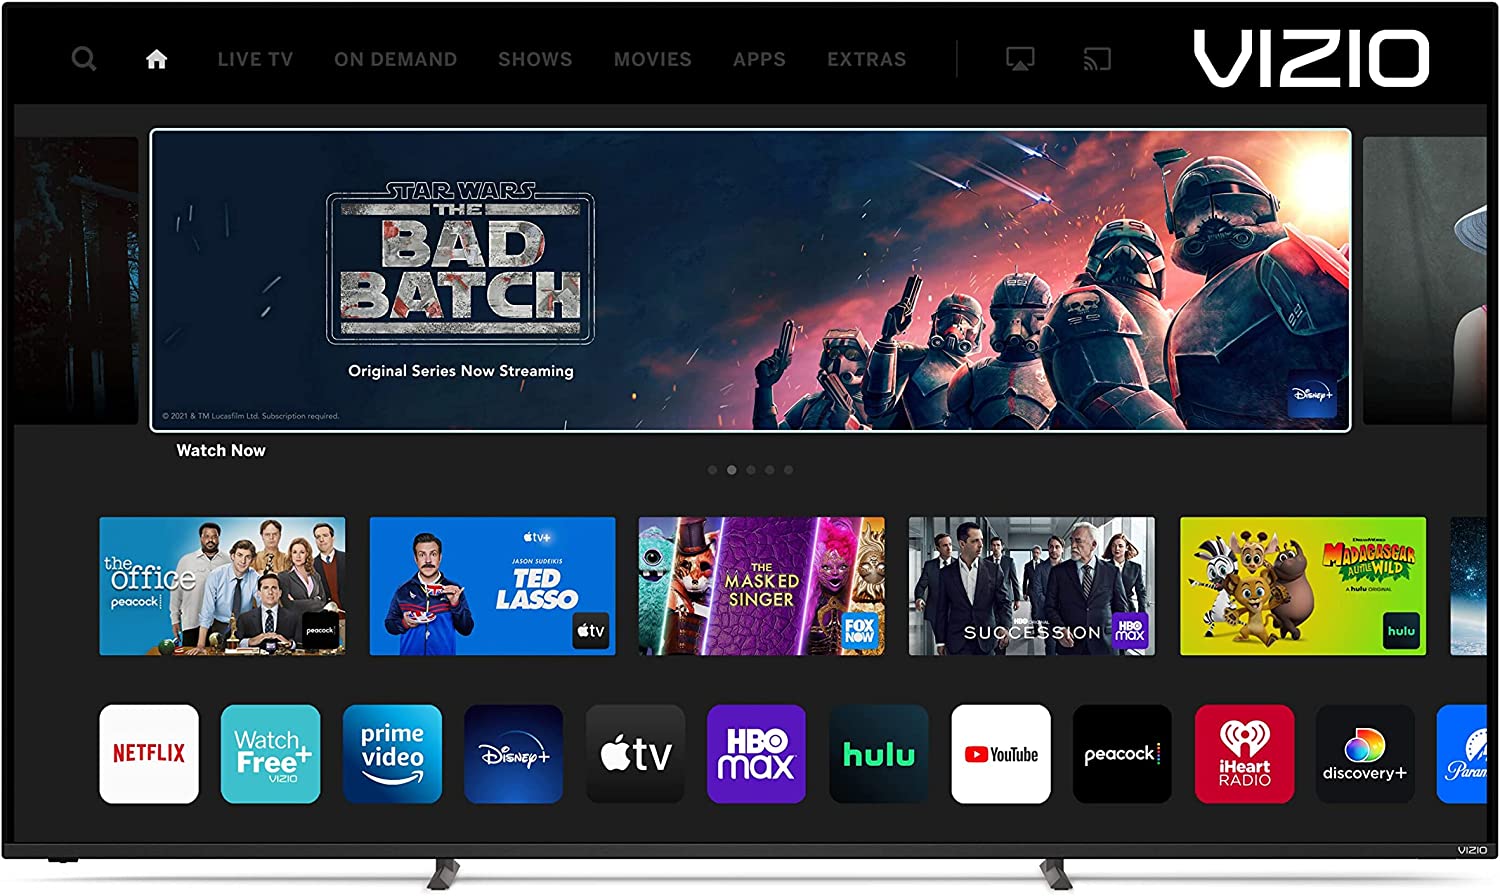 LIVE TV
ON DEMAND
SHOWS
MOVIES
APPS
EXTRAS
VIZIO
STAR WARS
THE
BAD
BATCH
Original Series Now Streaming
© 2021 & TM Lucasfilm Ltd. Subscription required.
Disney+
Watch Now
the
office
peacock
peacock
tv+
JASON SUDEIKIS
TED
LASSO
tv
THE
MASKED
SINGER
FOX
NOW
HBO ORIGINAL
SUCCESSION
HBO
max
DREAMWORKS
MADAGASCAR
A LITTLE WILD
A hulu ORIGINAL
hulu
NETFLIX
Watch
Free+
VIZIO
prime
video
Disney+
tv
HBO
max
hulu
YouTube
peacock
iHeart
RADIO
discovery+
Param
VIZIO